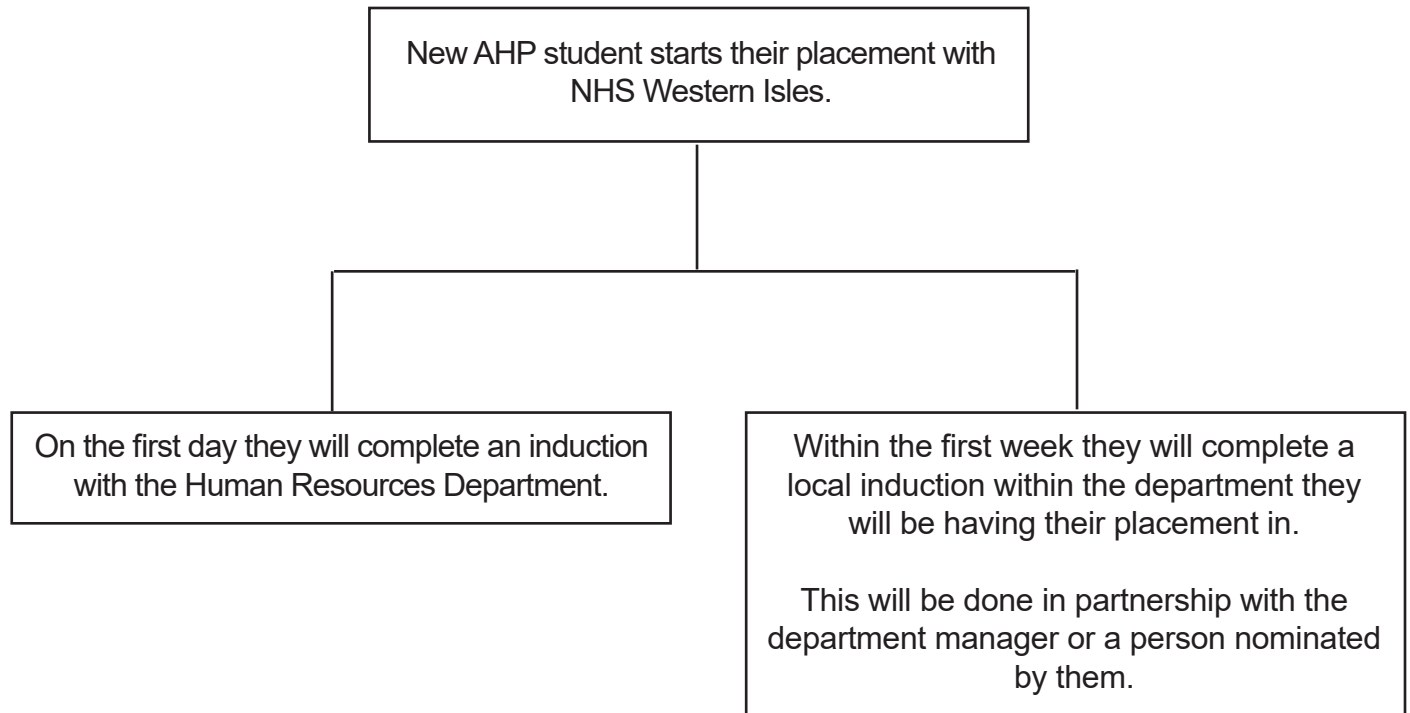 New AHP student starts their placement with
NHS Western Isles.
On the first day they will complete an induction
with the Human Resources Department.
Within the first week they will complete a
local induction within the department they
will be having their placement in.
This will be done in partnership with the
department manager or a person nominated
by them.